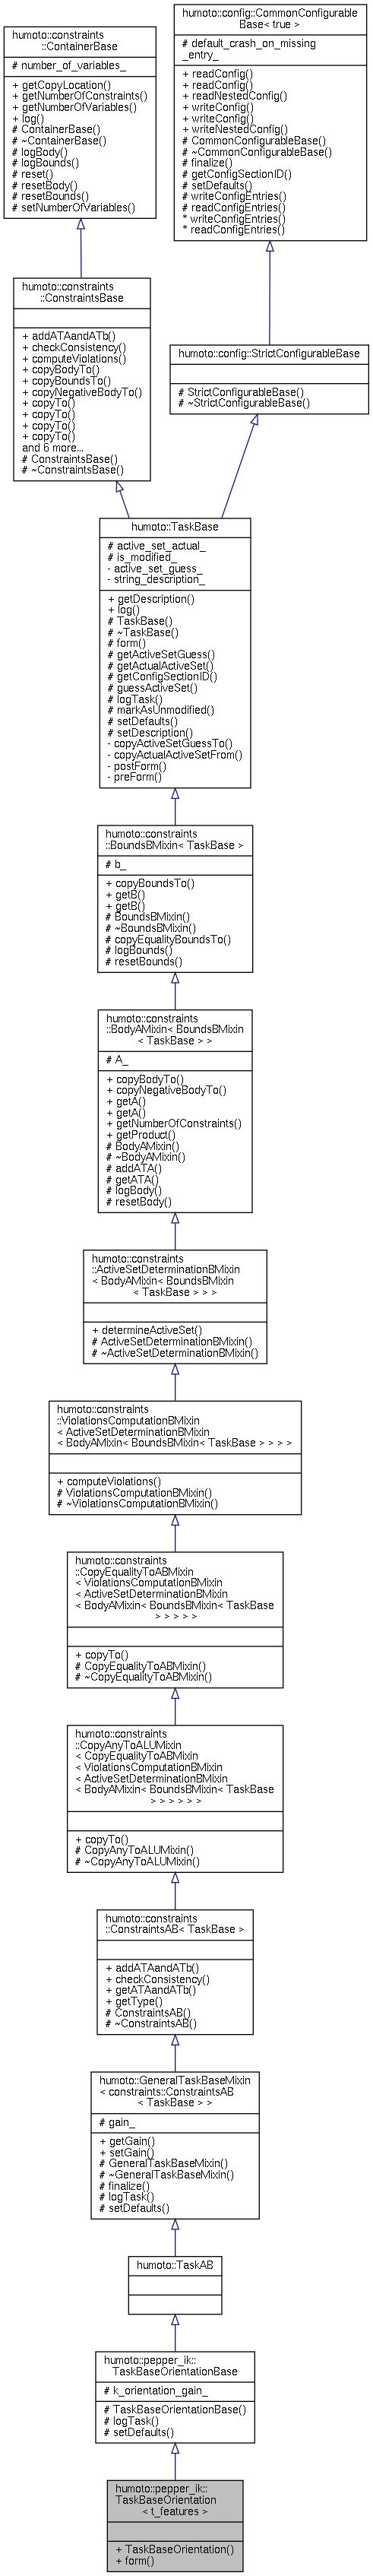 humoto::constraints
::ContainerBase
# number_of_variables_
+ getCopyLocation()
+ getNumberOfConstraints()
+ getNumberOfVariables()
+ log()
# ContainerBase()
# ~ContainerBase()
# logBody()
# logBounds()
# reset()
# resetBody()
# resetBounds()
# setNumberOfVariables()
humoto::config::CommonConfigurable
Base< true >
# default_crash_on_missing
_entry_
+ readConfig()
+ readConfig()
+ readNestedConfig()
+ writeConfig()
+ writeConfig()
+ writeNestedConfig()
# CommonConfigurableBase()
# ~CommonConfigurableBase()
# finalize()
# getConfigSectionID()
# setDefaults()
# writeConfigEntries()
# readConfigEntries()
* writeConfigEntries()
* readConfigEntries()
humoto::constraints
::ConstraintsBase
+ addATAandATb()
+ checkConsistency()
+ computeViolations()
+ copyBodyTo()
+ copyBoundsTo()
+ copyNegativeBodyTo()
+ copyTo()
+ copyTo()
+ copyTo()
+ copyTo()
and 6 more...
# ConstraintsBase()
# ~ConstraintsBase()
humoto::config::StrictConfigurableBase
# StrictConfigurableBase()
# ~StrictConfigurableBase()
humoto::TaskBase
# active_set_actual_
# is_modified_
- active_set_guess_
- string_description_
+ getDescription()
+ log()
# TaskBase()
# ~TaskBase()
# form()
# getActiveSetGuess()
# getActualActiveSet()
# getConfigSectionID()
# guessActiveSet()
# logTask()
# markAsUnmodified()
# setDefaults()
# setDescription()
- copyActiveSetGuessTo()
- copyActualActiveSetFrom()
- postForm()
- preForm()
humoto::constraints
::BoundsBMixin< TaskBase >
# b_
+ copyBoundsTo()
+ getB()
+ getB()
# BoundsBMixin()
# ~BoundsBMixin()
# copyEqualityBoundsTo()
# logBounds()
# resetBounds()
humoto::constraints
::BodyAMixin< BoundsBMixin
< TaskBase > >
# A_
+ copyBodyTo()
+ copyNegativeBodyTo()
+ getA()
+ getA()
+ getNumberOfConstraints()
+ getProduct()
# BodyAMixin()
# ~BodyAMixin()
# addATA()
# getATA()
# logBody()
# resetBody()
humoto::constraints
::ActiveSetDeterminationBMixin
< BodyAMixin< BoundsBMixin
< TaskBase > > >
+ determineActiveSet()
# ActiveSetDeterminationBMixin()
# ~ActiveSetDeterminationBMixin()
humoto::constraints
::ViolationsComputationBMixin
< ActiveSetDeterminationBMixin
< BodyAMixin< BoundsBMixin< TaskBase > > > >
+ computeViolations()
# ViolationsComputationBMixin()
# ~ViolationsComputationBMixin()
humoto::constraints
::CopyEqualityToABMixin
< ViolationsComputationBMixin
< ActiveSetDeterminationBMixin
< BodyAMixin< BoundsBMixin< TaskBase
> > > > >
+ copyTo()
# CopyEqualityToABMixin()
# ~CopyEqualityToABMixin()
humoto::constraints
::CopyAnyToALUMixin
< CopyEqualityToABMixin
< ViolationsComputationBMixin
< ActiveSetDeterminationBMixin
< BodyAMixin< BoundsBMixin< TaskBase
> > > > > >
+ copyTo()
# CopyAnyToALUMixin()
# ~CopyAnyToALUMixin()
humoto::constraints
::ConstraintsAB< TaskBase >
+ addATAandATb()
+ checkConsistency()
+ getATAandATb()
+ getType()
# ConstraintsAB()
# ~ConstraintsAB()
humoto::GeneralTaskBaseMixin
< constraints::ConstraintsAB
< TaskBase > >
# gain_
+ getGain()
+ setGain()
# GeneralTaskBaseMixin()
# ~GeneralTaskBaseMixin()
# finalize()
# logTask()
# setDefaults()
humoto::TaskAB
humoto::pepper_ik::
TaskBaseOrientationBase
# k_orientation_gain_
# TaskBaseOrientationBase()
# logTask()
# setDefaults()
humoto::pepper_ik::
TaskBaseOrientation
< t_features >
+ TaskBaseOrientation()
+ form()